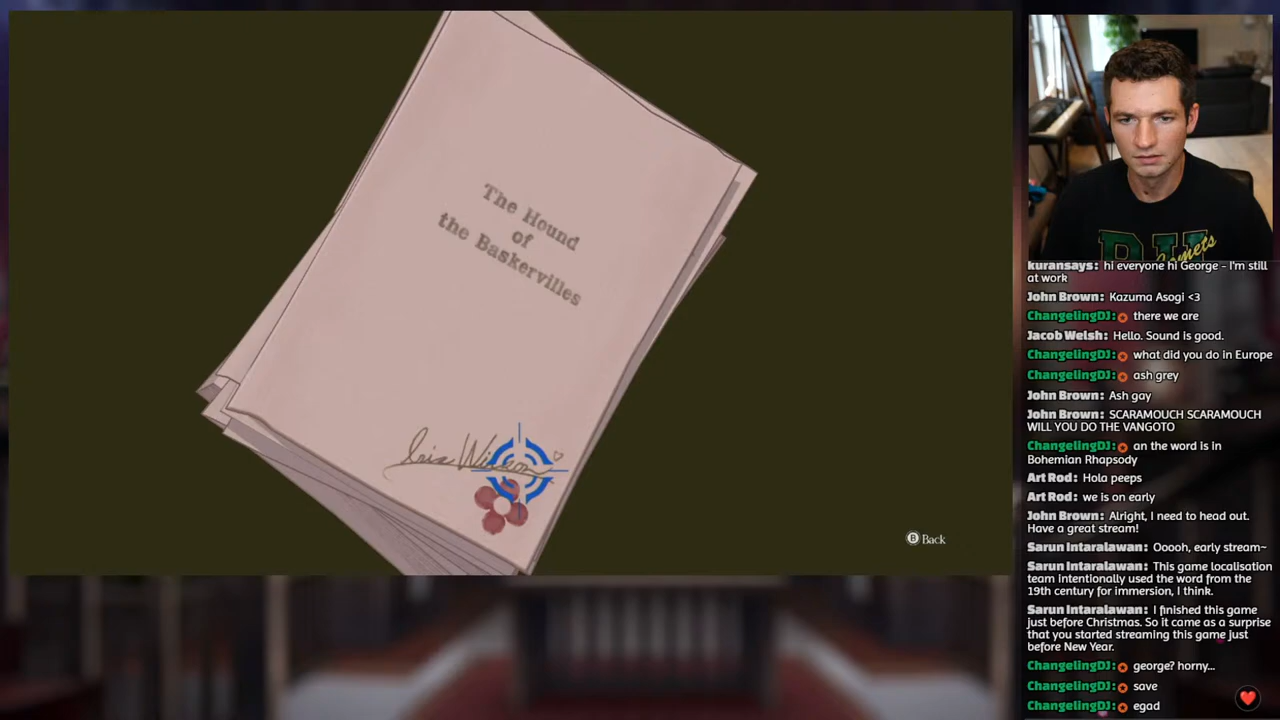 The Hound
of
the Baskervilles
Iris Wilson
Back
Comets
kuransays: hi everyone hi George - I'm still
at work
John Brown: Kazuma Asogi <3
ChangelingDJ: there we are
Jacob Welsh: Hello. Sound is good.
ChangelingDJ: what did you do in Europe
ChangelingDJ: ash grey
John Brown: Ash gay
John Brown: SCARAMOUCH SCARAMOUCH
WILL YOU DO THE VANGOTO
ChangelingDJ: an the word is in
Bohemian Rhapsody
Art Rod: Hola peeps
Art Rod: we is on early
John Brown: Alright, I need to head out.
Have a great stream!
Sarun Intaralawan: Ooooh, early stream~
Sarun Intaralawan: This game localisation
team intentionally used the word from the
19th century for immersion, I think.
Sarun Intaralawan: I finished this game
just before Christmas. So it came as a surprise
that you started streaming this game just
before New Year.
ChangelingDJ: george? horny...
ChangelingDJ: save
ChangelingDJ: egad